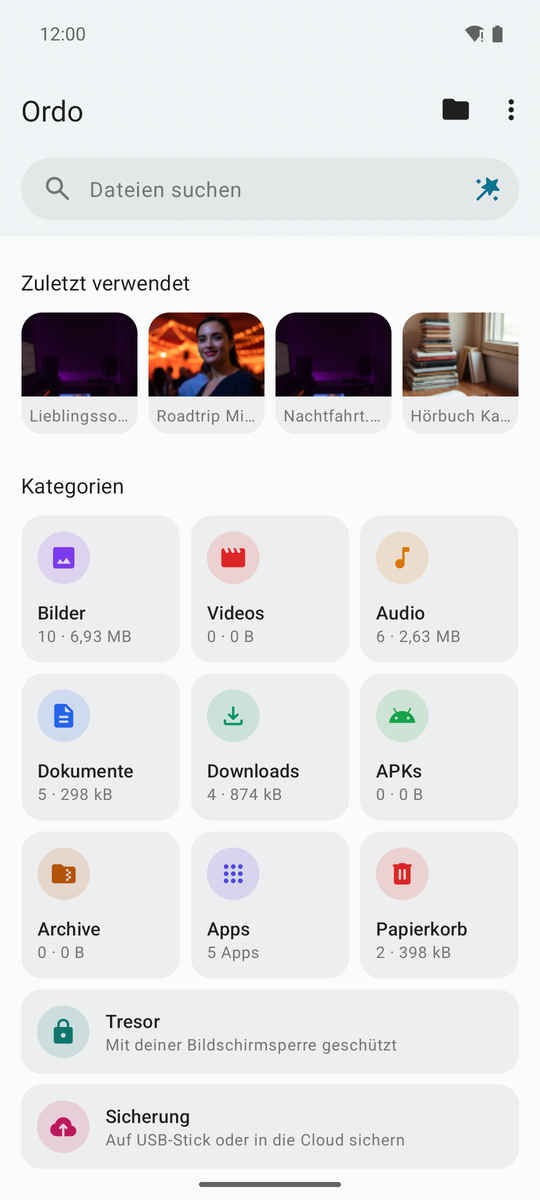 12:00
Ordo
Dateien suchen
Zuletzt verwendet
Lieblingsso…
Roadtrip Mi…
Nachtfahrt.…
Hörbuch Ka…
Kategorien
Bilder
10 · 6,93 MB
Videos
0 · 0 B
Audio
6 · 2,63 MB
Dokumente
5 · 298 kB
Downloads
4 · 874 kB
APKs
0 · 0 B
Archive
0 · 0 B
Apps
5 Apps
Papierkorb
2 · 398 kB
Tresor
Mit deiner Bildschirmsperre geschützt
Sicherung
Auf USB-Stick oder in die Cloud sichern